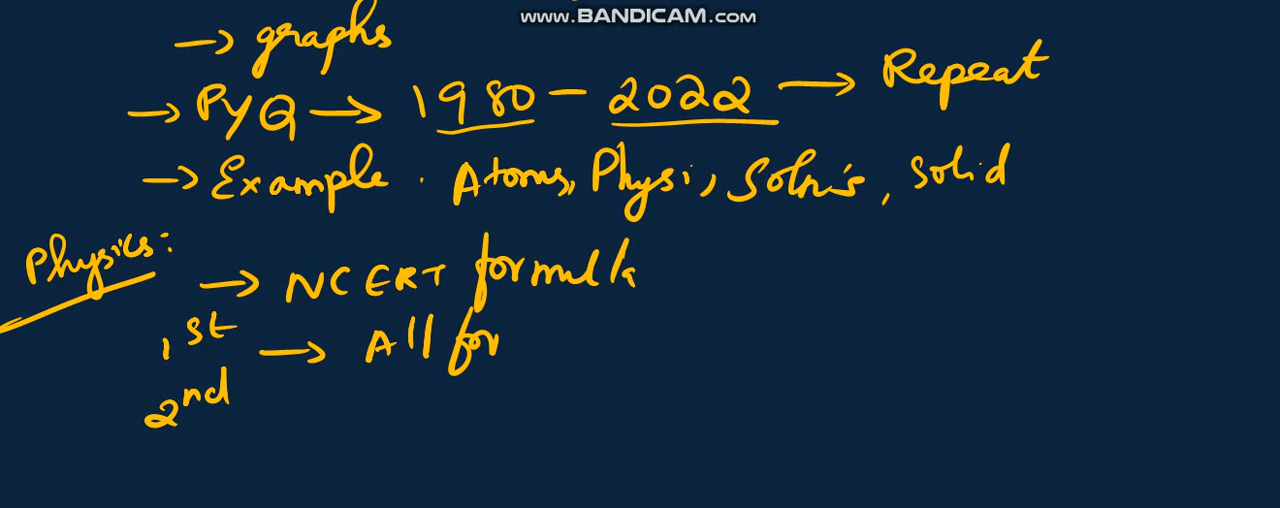 www.BANDICAM.com
→ graphs
→ PYQ → 1980 - 2022 → Repeat
→ Example . Atoms, Physi, Soln's, Solid
Physics:
→ NCERT formula
1st → All for
2nd